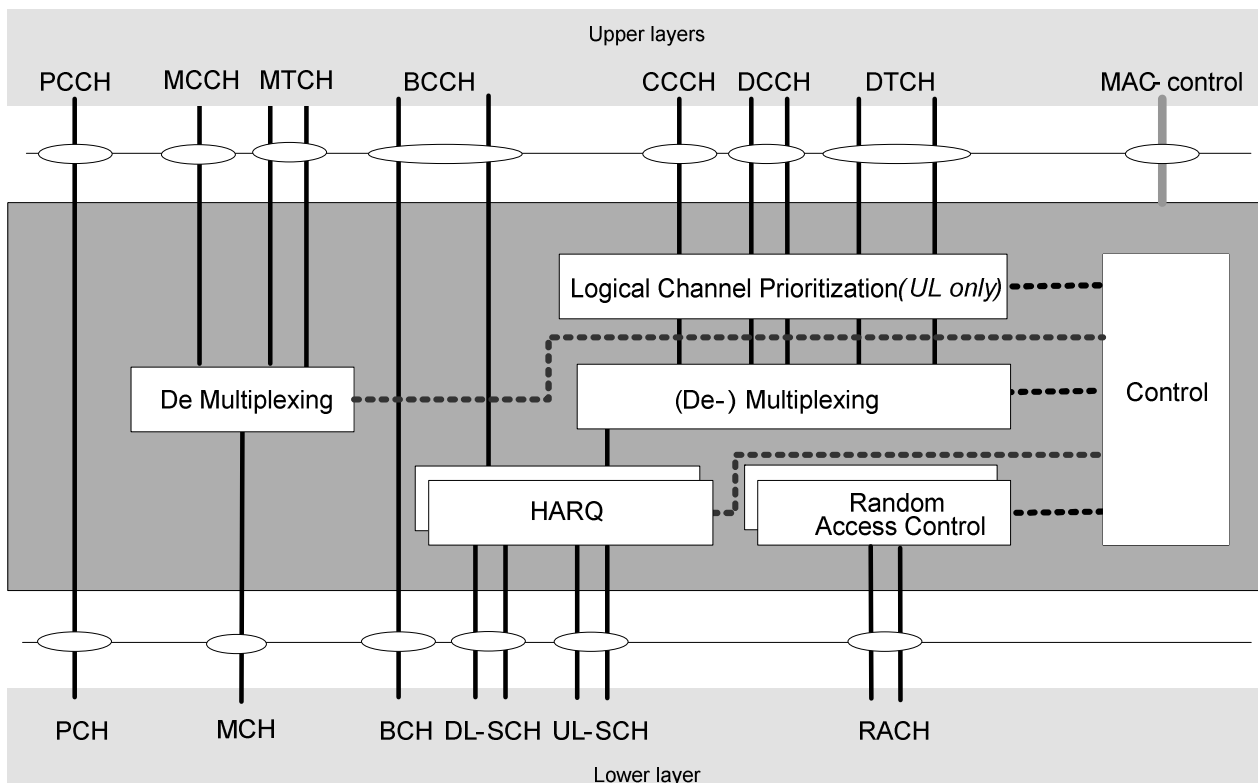 Upper layers
PCCH MCCH MTCH BCCH CCCH DCCH DTCH MAC- control
Logical Channel Prioritization(UL only)
De Multiplexing
(De-) Multiplexing
Control
HARQ
Random
Access Control
PCH MCH BCH DL-SCH UL-SCH RACH
Lower layer